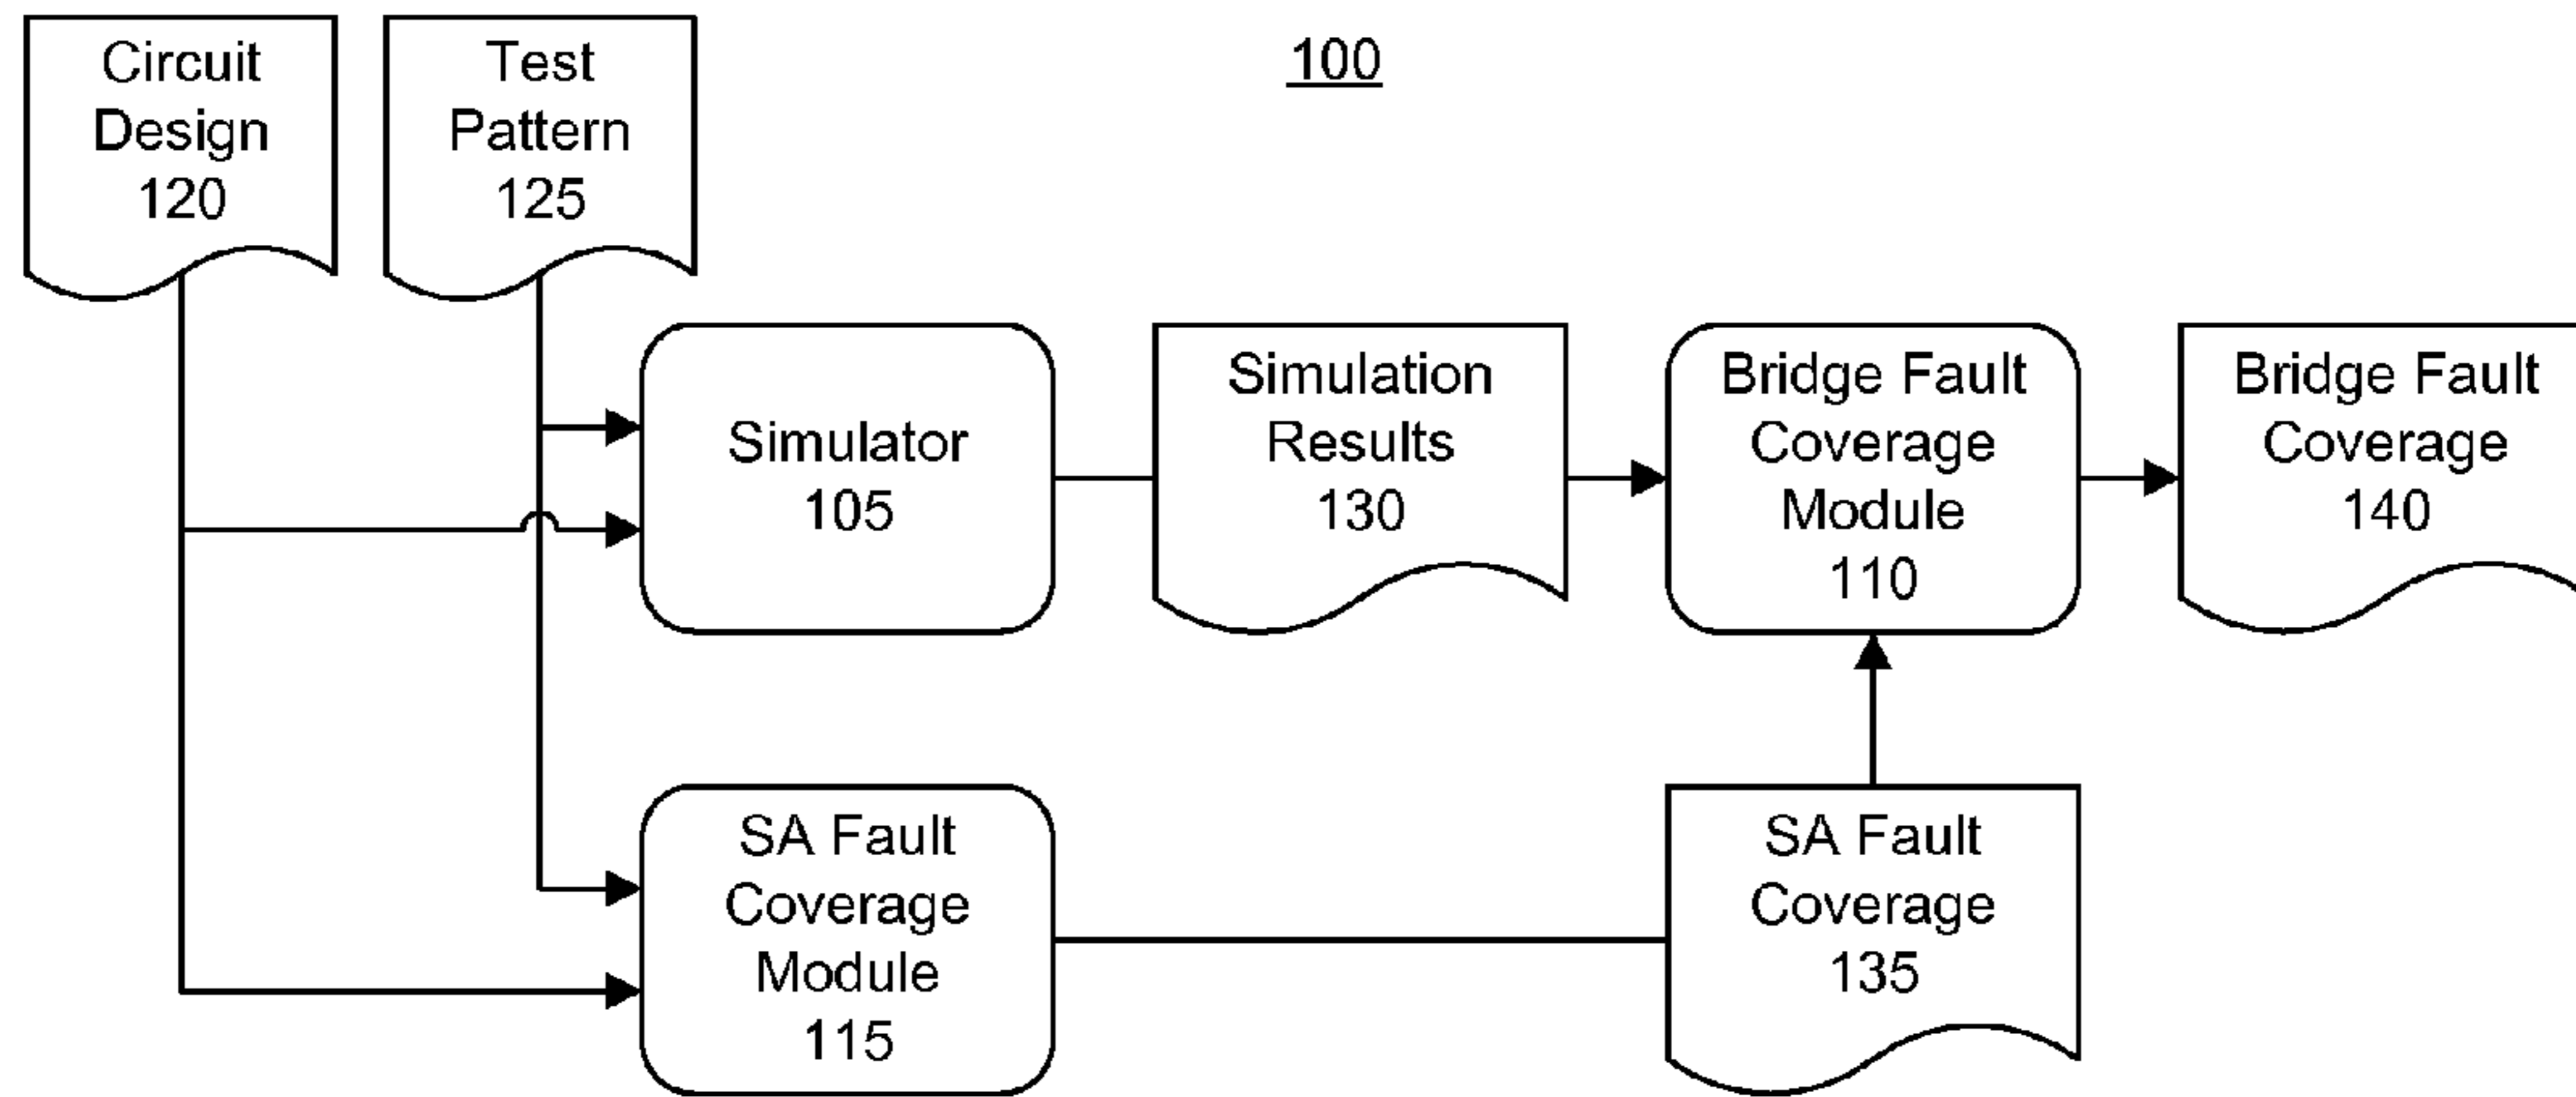 Circuit
Design
120
Test
Pattern
125
100
Simulator
105
Simulation
Results
130
Bridge Fault
Coverage
Module
110
Bridge Fault
Coverage
140
SA Fault
Coverage
Module
115
SA Fault
Coverage
135